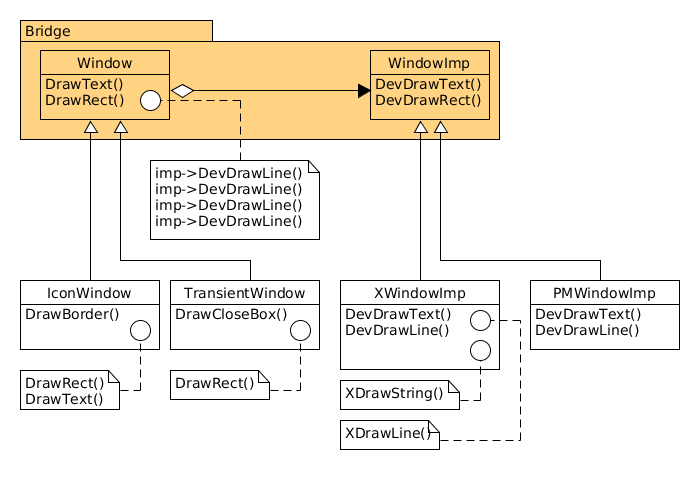 Bridge
Window
DrawText()
DrawRect()
WindowImp
DevDrawText()
DevDrawRect()
imp->DevDrawLine()
imp->DevDrawLine()
imp->DevDrawLine()
imp->DevDrawLine()
IconWindow
DrawBorder()
TransientWindow
DrawCloseBox()
XWindowImp
DevDrawText()
DevDrawLine()
PMWindowImp
DevDrawText()
DevDrawLine()
DrawRect()
DrawText()
DrawRect()
XDrawString()
XDrawLine()